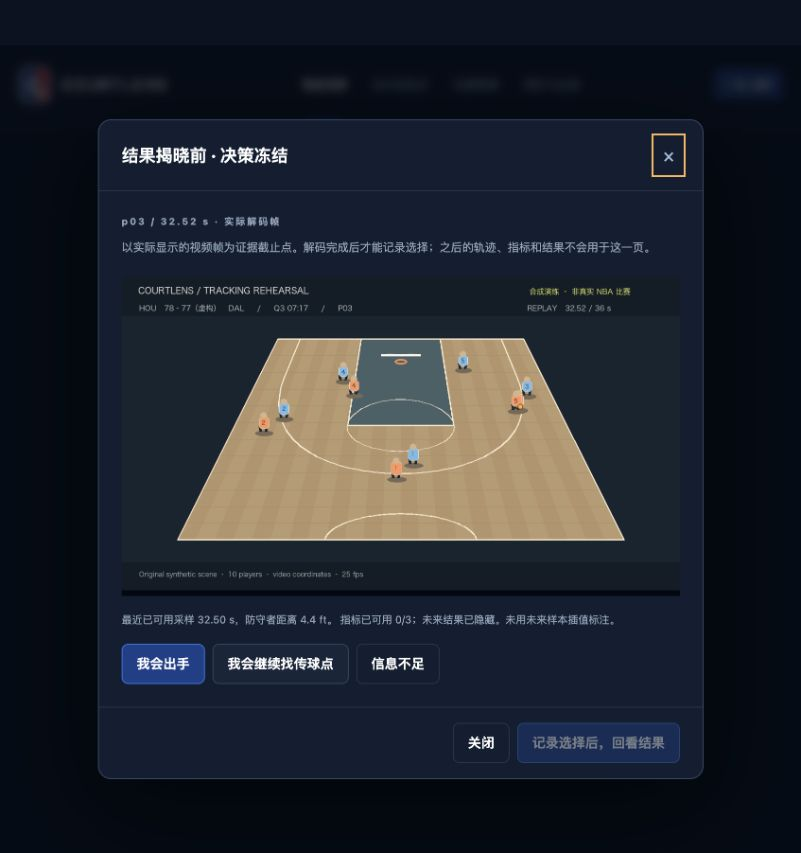 结果揭晓前 · 决策冻结
×
p03 / 32.52 s · 实际解码帧
以实际显示的视频帧为证据截止点。解码完成后才能记录选择；之后的轨迹、指标和结果不会用于这一页。
COURTLENS / TRACKING REHEARSAL
合成演练 - 非真实 NBA 比赛
HOU 78 - 77 (虚构) DAL / Q3 07:17 / P03
REPLAY 32.52 / 36 s
5
4
4
3
5
2
2
1
Original synthetic scene · 10 players · video coordinates · 25 fps
最近已可用采样 32.50 s，防守者距离 4.4 ft。 指标已可用 0/3；未来结果已隐藏。未用未来样本插值标注。
我会出手
我会继续找传球点
信息不足
关闭
记录选择后，回看结果